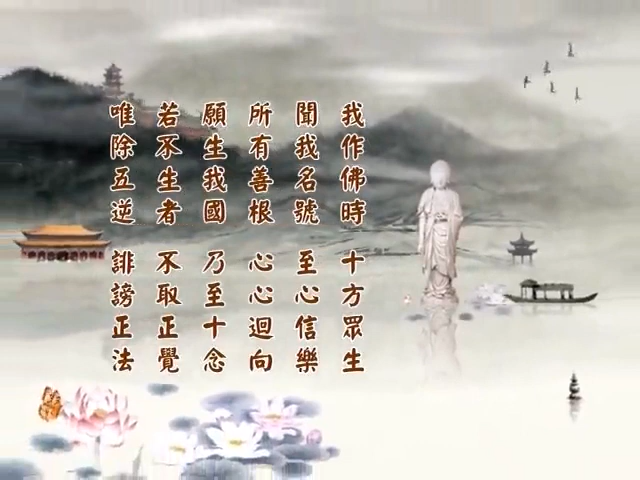 我作佛時 十方眾生
聞我名號 至心信樂
所有善根 心心迴向
願生我國 乃至十念
若不生者 不取正覺
唯除五逆 誹謗正法